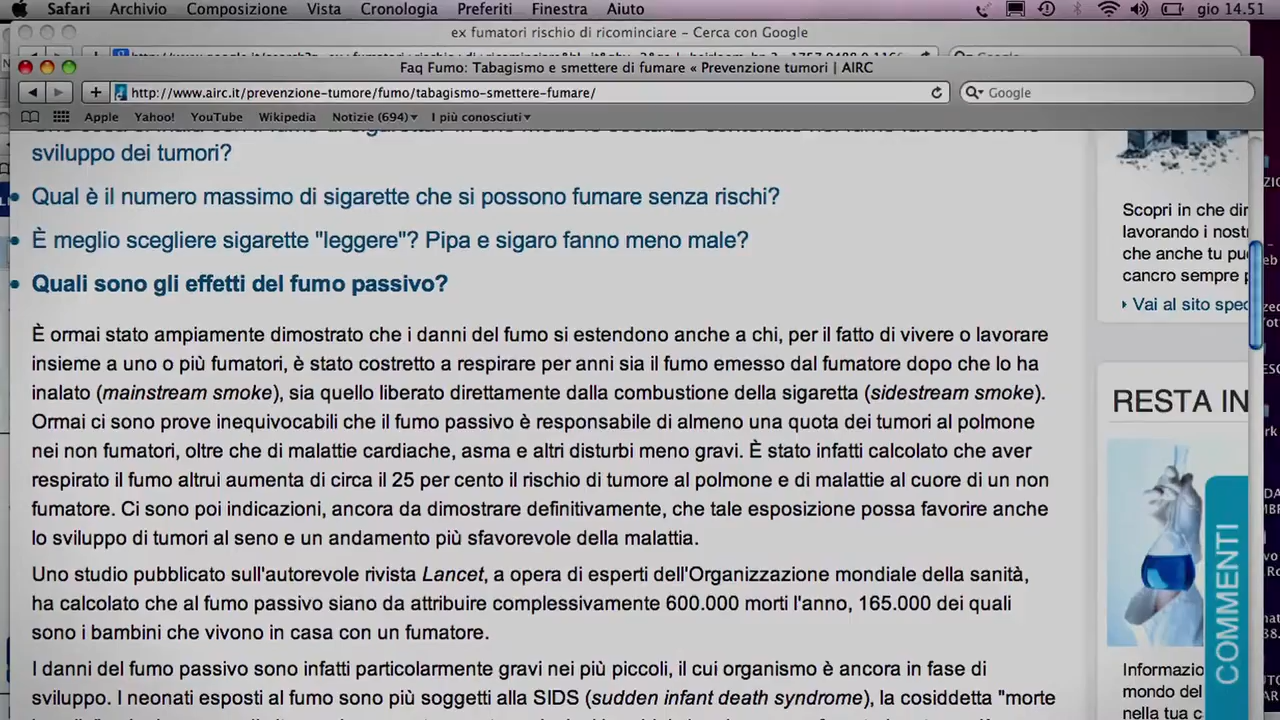 Safari Archivio Composizione Vista Cronologia Preferiti Finestra Aiuto gio 14.51
ex fumatori rischio di ricominciare - Cerca con Google
Faq Fumo: Tabagismo e smettere di fumare « Prevenzione tumori | AIRC
http://www.airc.it/prevenzione-tumore/fumo/tabagismo-smettere-fumare/ Google
Apple Yahoo! YouTube Wikipedia Notizie (694) I più conosciuti
sviluppo dei tumori?
Qual è il numero massimo di sigarette che si possono fumare senza rischi?
È meglio scegliere sigarette "leggere"? Pipa e sigaro fanno meno male?
Quali sono gli effetti del fumo passivo?
È ormai stato ampiamente dimostrato che i danni del fumo si estendono anche a chi, per il fatto di vivere o lavorare
insieme a uno o più fumatori, è stato costretto a respirare per anni sia il fumo emesso dal fumatore dopo che lo ha
inalato (mainstream smoke), sia quello liberato direttamente dalla combustione della sigaretta (sidestream smoke).
Ormai ci sono prove inequivocabili che il fumo passivo è responsabile di almeno una quota dei tumori al polmone
nei non fumatori, oltre che di malattie cardiache, asma e altri disturbi meno gravi. È stato infatti calcolato che aver
respirato il fumo altrui aumenta di circa il 25 per cento il rischio di tumore al polmone e di malattie al cuore di un non
fumatore. Ci sono poi indicazioni, ancora da dimostrare definitivamente, che tale esposizione possa favorire anche
lo sviluppo di tumori al seno e un andamento più sfavorevole della malattia.
Uno studio pubblicato sull'autorevole rivista Lancet, a opera di esperti dell'Organizzazione mondiale della sanità,
ha calcolato che al fumo passivo siano da attribuire complessivamente 600.000 morti l'anno, 165.000 dei quali
sono i bambini che vivono in casa con un fumatore.
I danni del fumo passivo sono infatti particolarmente gravi nei più piccoli, il cui organismo è ancora in fase di
sviluppo. I neonati esposti al fumo sono più soggetti alla SIDS (sudden infant death syndrome), la cosiddetta "morte
Scopri in che dir
lavorando i nostr
che anche tu pu
cancro sempre p
Vai al sito spec
RESTA IN
COMMENTI
Informazio
mondo del
nella tua c